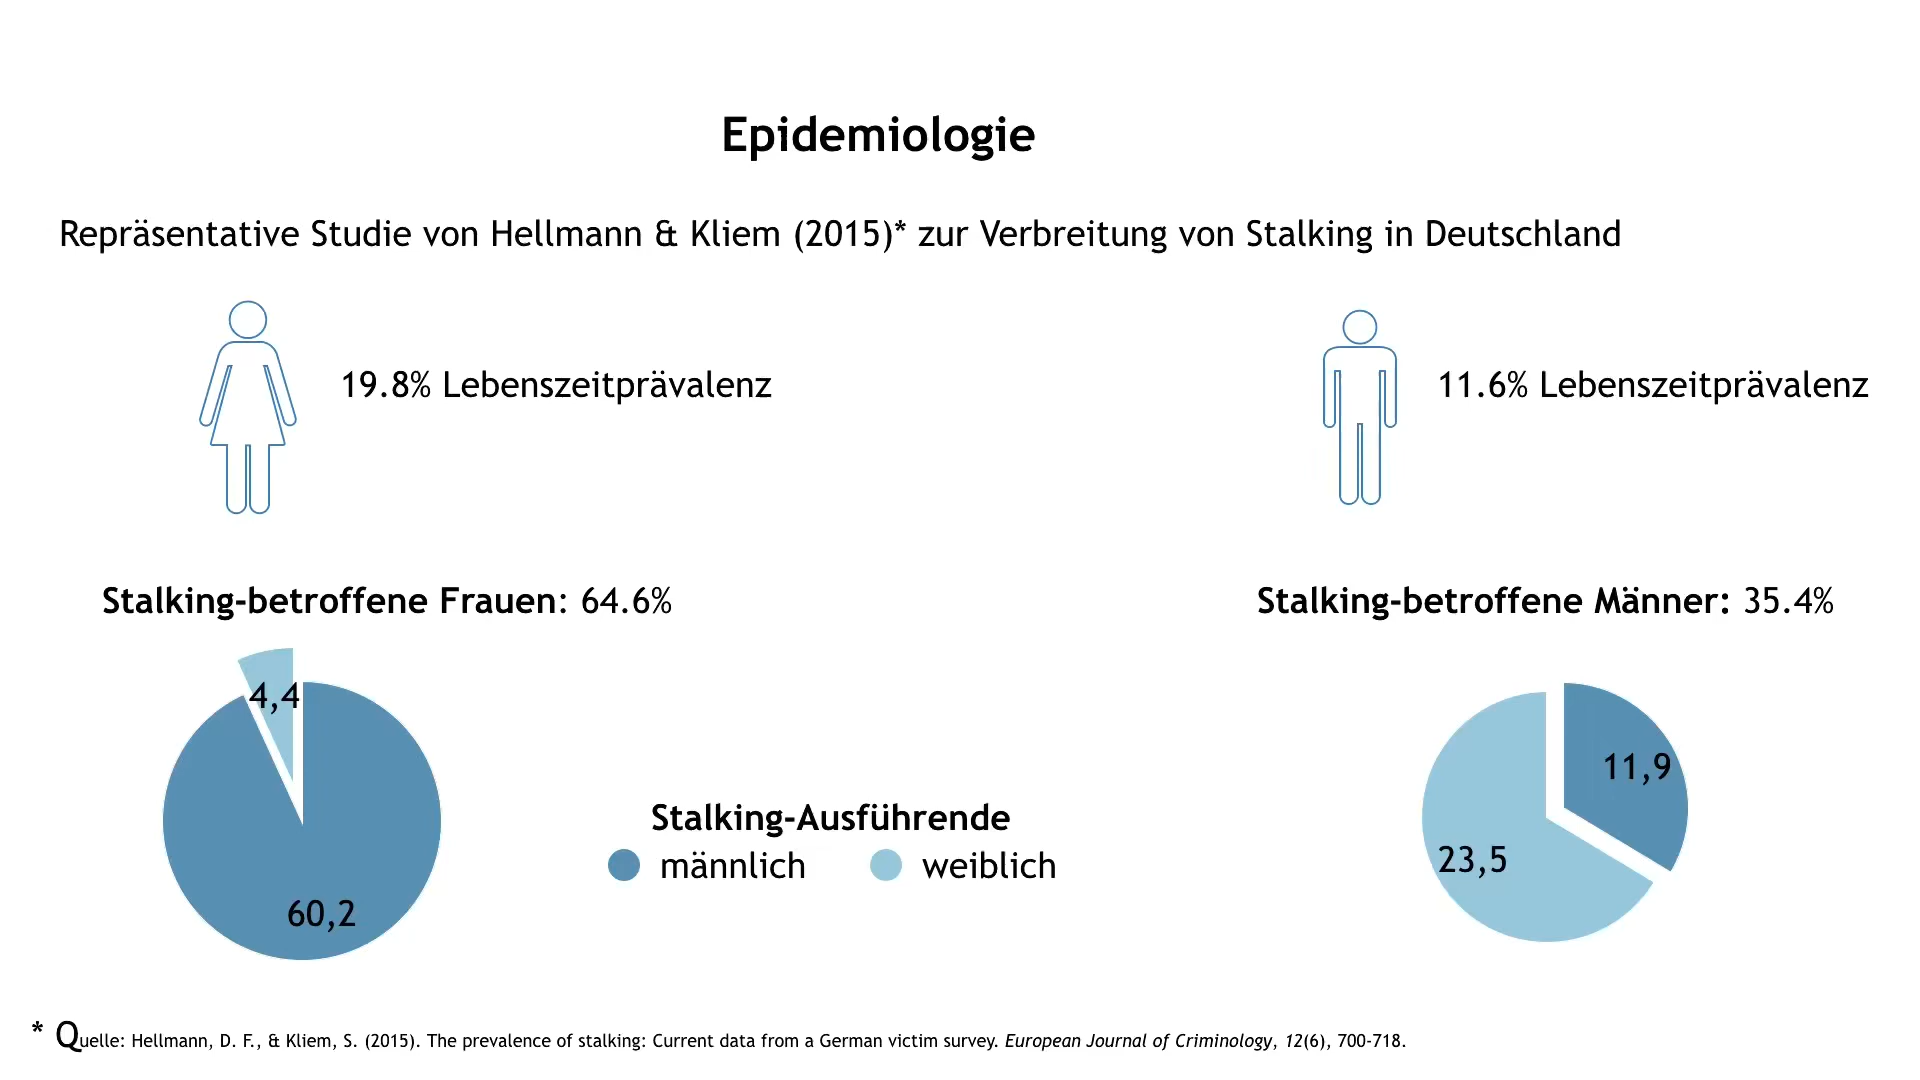 Epidemiologie
Repräsentative Studie von Hellmann & Kliem (2015)* zur Verbreitung von Stalking in Deutschland
19.8% Lebenszeitprävalenz
11.6% Lebenszeitprävalenz
Stalking-betroffene Frauen: 64.6%
Stalking-betroffene Männer: 35.4%
4,4
60,2
Stalking-Ausführende
männlich
weiblich
11,9
23,5
* Quelle: Hellmann, D. F., & Kliem, S. (2015). The prevalence of stalking: Current data from a German victim survey. European Journal of Criminology, 12(6), 700-718.